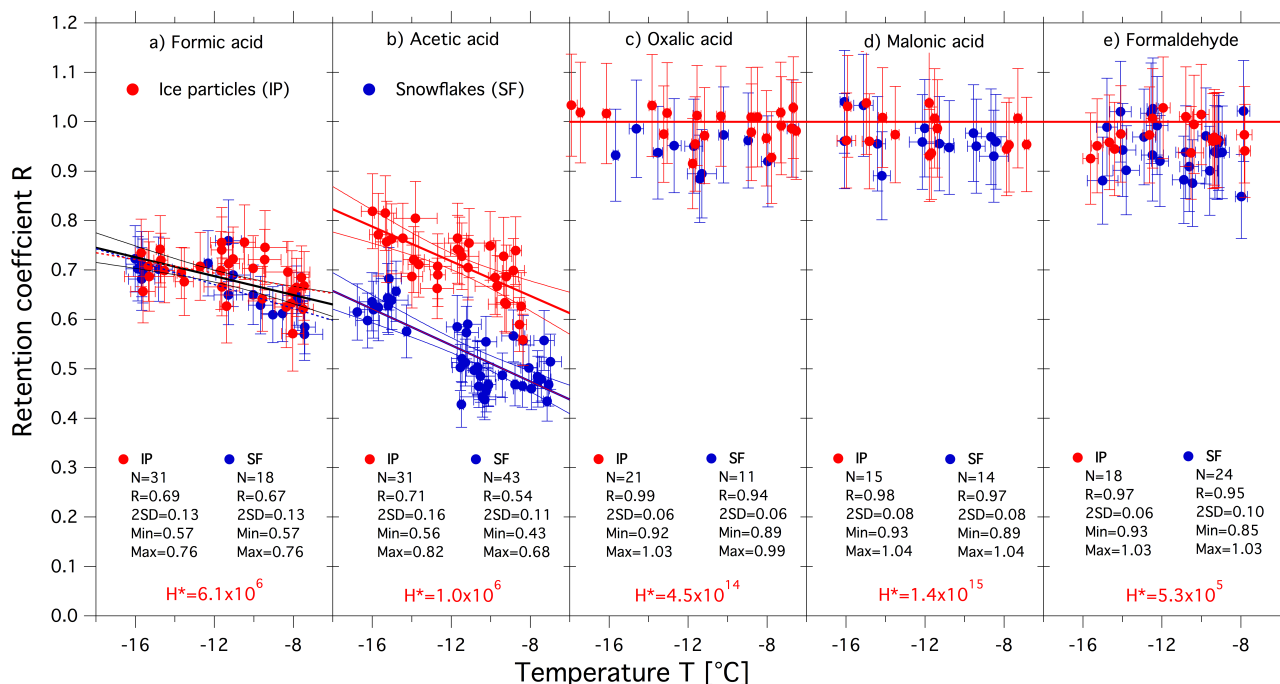 a) Formic acid
b) Acetic acid
c) Oxalic acid
d) Malonic acid
e) Formaldehyde
Ice particles (IP)
Snowflakes (SF)
Retention coeffcient R
1.2
1.1
1.0
0.9
0.8
0.7
0.6
0.5
0.4
0.3
0.2
0.1
0.0
IP
N=31
R=0.69
2SD=0.13
Min=0.57
Max=0.76
SF
N=18
R=0.67
2SD=0.13
Min=0.57
Max=0.76
H*=6.1x10^6
IP
N=31
R=0.71
2SD=0.16
Min=0.56
Max=0.82
SF
N=43
R=0.54
2SD=0.11
Min=0.43
Max=0.68
H*=1.0x10^6
IP
N=21
R=0.99
2SD=0.06
Min=0.92
Max=1.03
SF
N=11
R=0.94
2SD=0.06
Min=0.89
Max=0.99
H*=4.5x10^14
IP
N=15
R=0.98
2SD=0.08
Min=0.93
Max=1.04
SF
N=14
R=0.97
2SD=0.08
Min=0.89
Max=1.04
H*=1.4x10^15
IP
N=18
R=0.97
2SD=0.06
Min=0.93
Max=1.03
SF
N=24
R=0.95
2SD=0.10
Min=0.85
Max=1.03
H*=5.3x10^5
-16 -12 -8 -16 -12 -8 -16 -12 -8 -16 -12 -8 -16 -12 -8
Temperature T [°C]